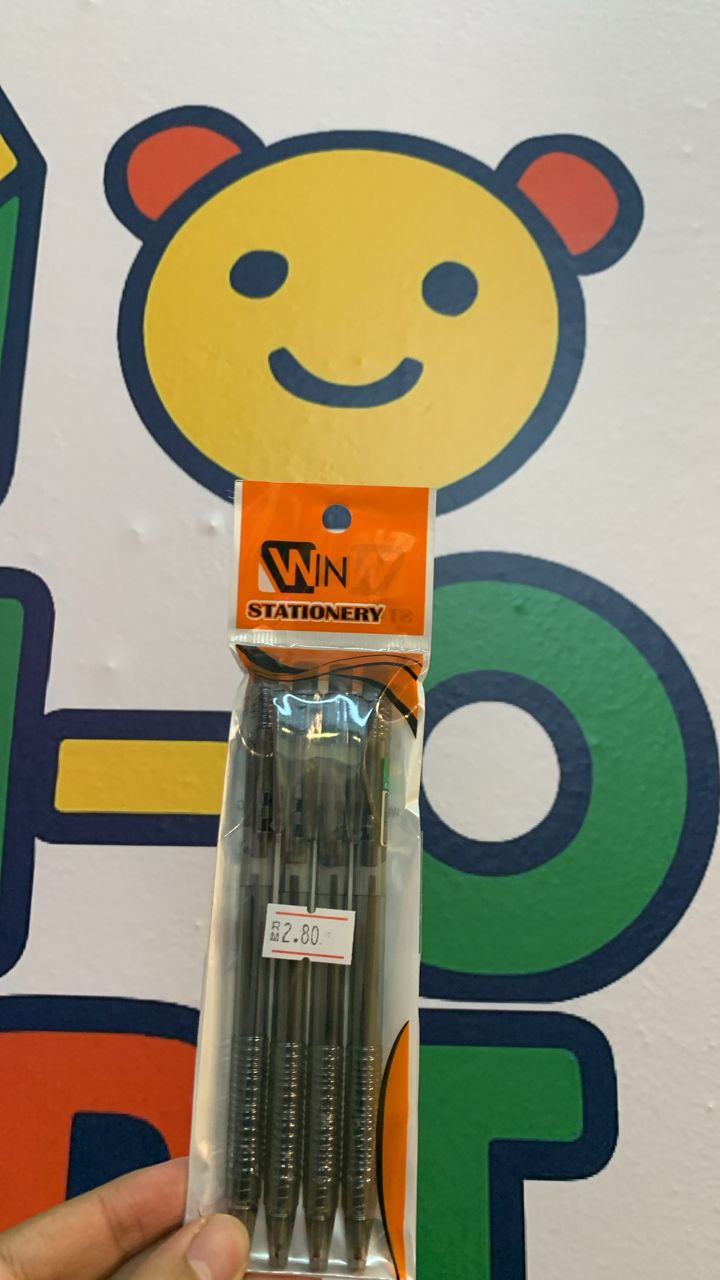 WIN
STATIONERY
RM 2.80